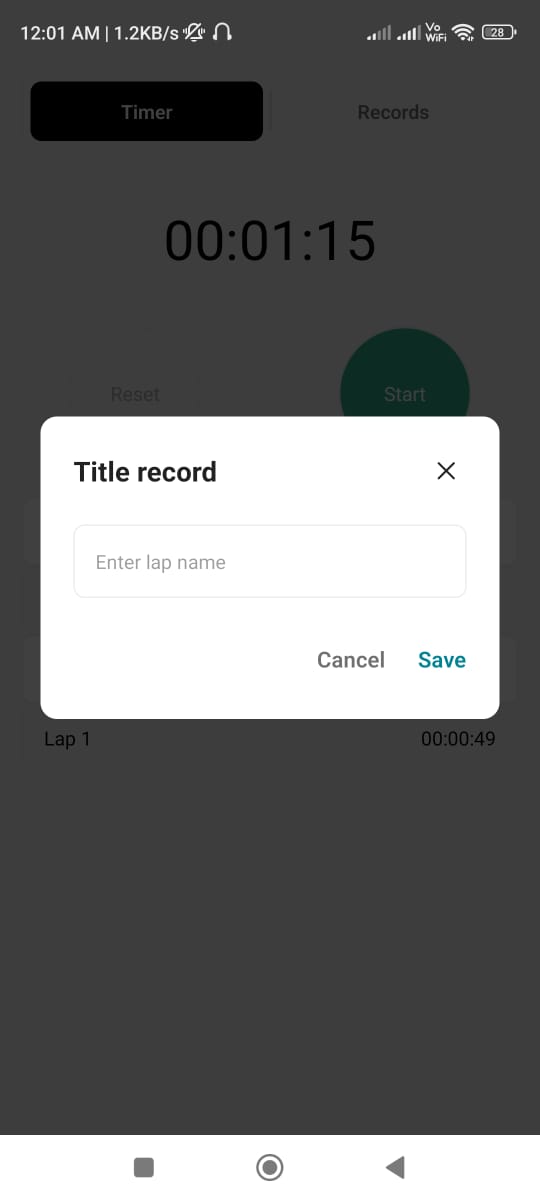 12:01 AM | 1.2KB/s Vo WiFi 28
Timer Records
00:01:15
Reset Start
Title record
Enter lap name
Cancel Save
Lap 1 00:00:49